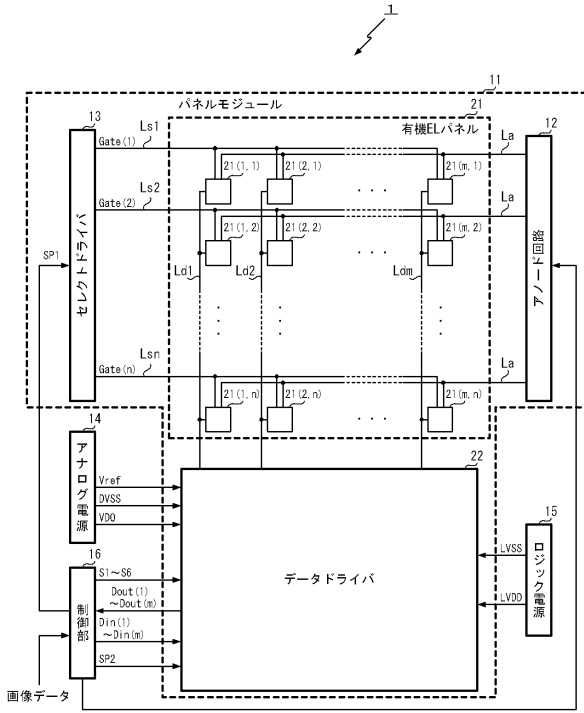 1
11
パネルモジュール
21
13
有機ELパネル
12
Gate(1)
Ls1
La
21(1,1)
21(2,1)
21(m,1)
Gate(2)
Ls2
La
21(1,2)
21(2,2)
21(m,2)
SP1
セレクトドライバ
アノード回路
Ld1
Ld2
Ldm
Gate(n)
Lsn
La
21(1,n)
21(2,n)
21(m,n)
14
アナログ電源
Vref
DVSS
VD0
22
データドライバ
15
ロジック電源
LVSS
LVDD
16
制御部
S1～S6
Dout(1)
～Dout(m)
Din(1)
～Din(m)
SP2
画像データ